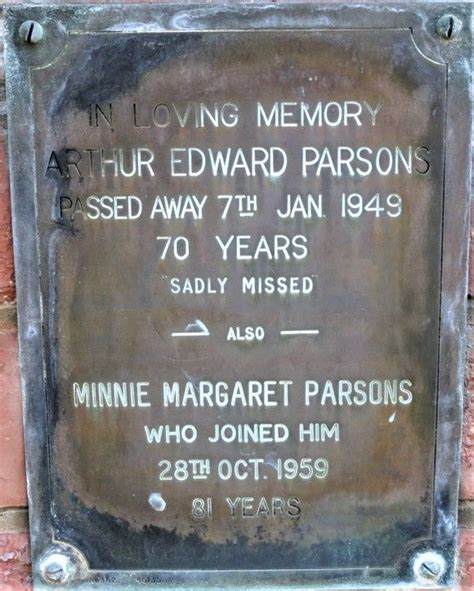 IN LOVING MEMORY
ARTHUR EDWARD PARSONS
PASSED AWAY 7TH JAN. 1949
70 YEARS
"SADLY MISSED"
ALSO
MINNIE MARGARET PARSONS
WHO JOINED HIM
28TH OCT. 1959
81 YEARS